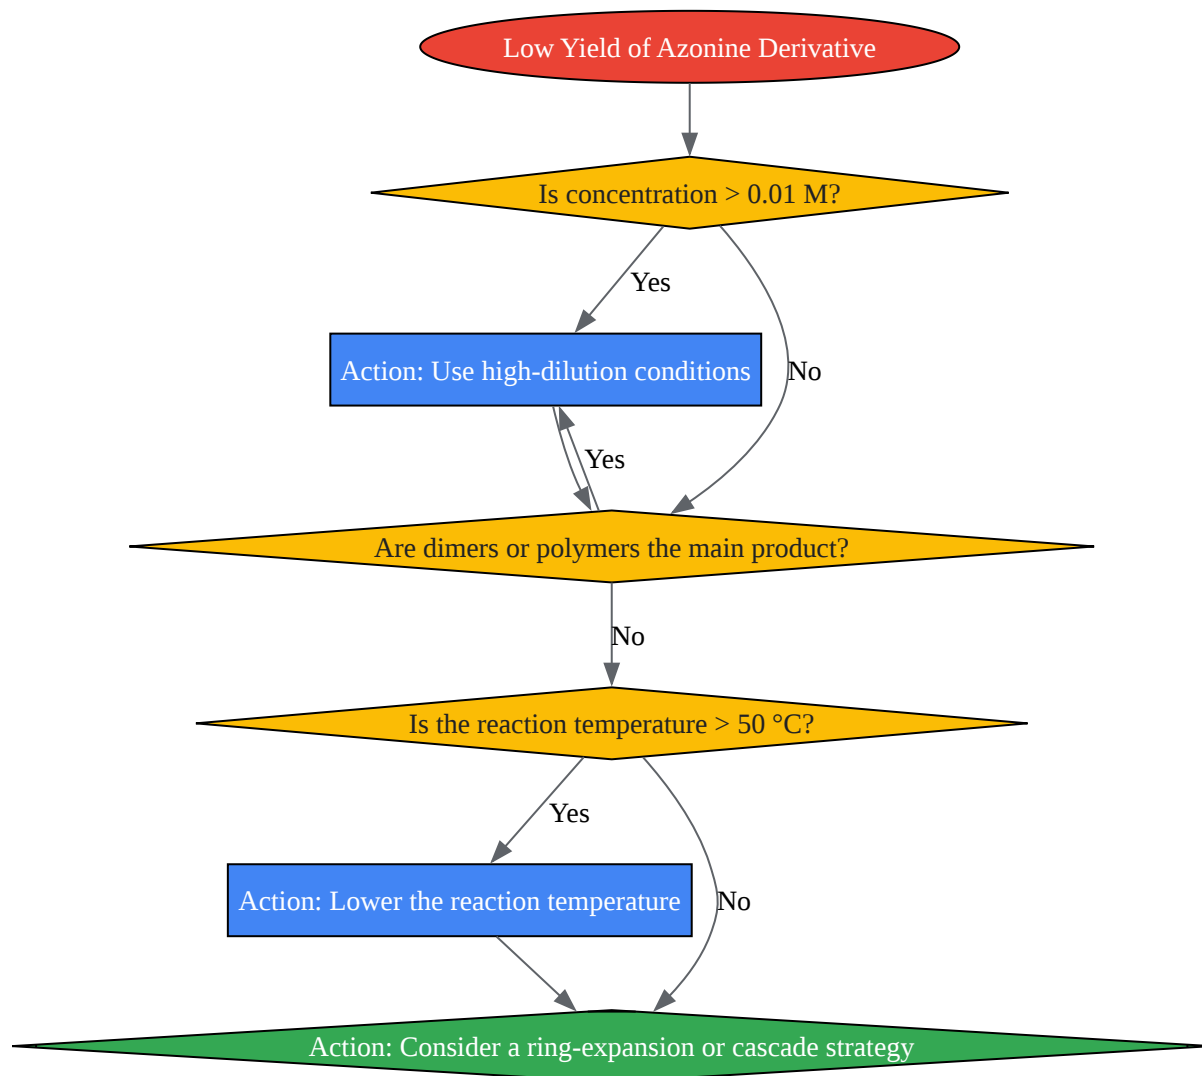 Low Yield of Azonine Derivative
Is concentration > 0.01 M?
Yes
Action: Use high-dilution conditions
No
Yes
Are dimers or polymers the main product?
No
Is the reaction temperature > 50 °C?
Yes
Action: Lower the reaction temperature
No
Action: Consider a ring-expansion or cascade strategy